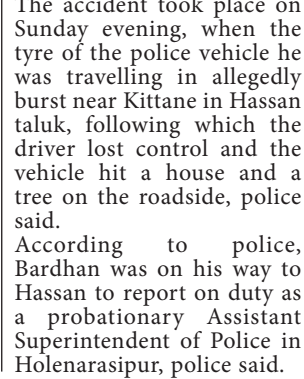 The accident took place on
Sunday evening, when the
tyre of the police vehicle he
was travelling in allegedly
burst near Kittane in Hassan
taluk, following which the
driver lost control and the
vehicle hit a house and a
tree on the roadside, police
said.
According to police,
Bardhan was on his way to
Hassan to report on duty as
a probationary Assistant
Superintendent of Police in
Holenarasipur, police said.